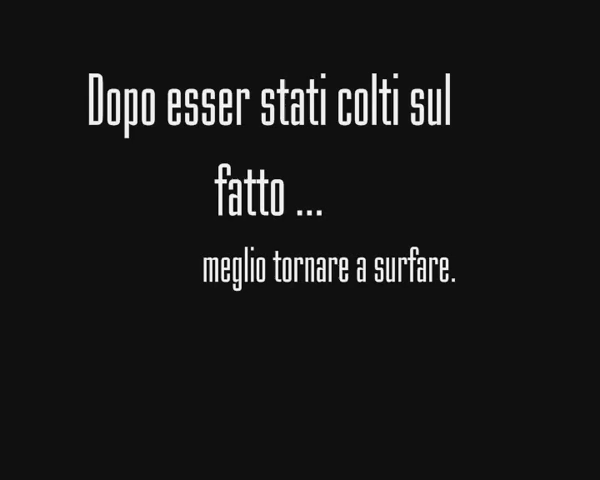 Dopo esser stati colti sul
fatto ...
meglio tornare a surfare.